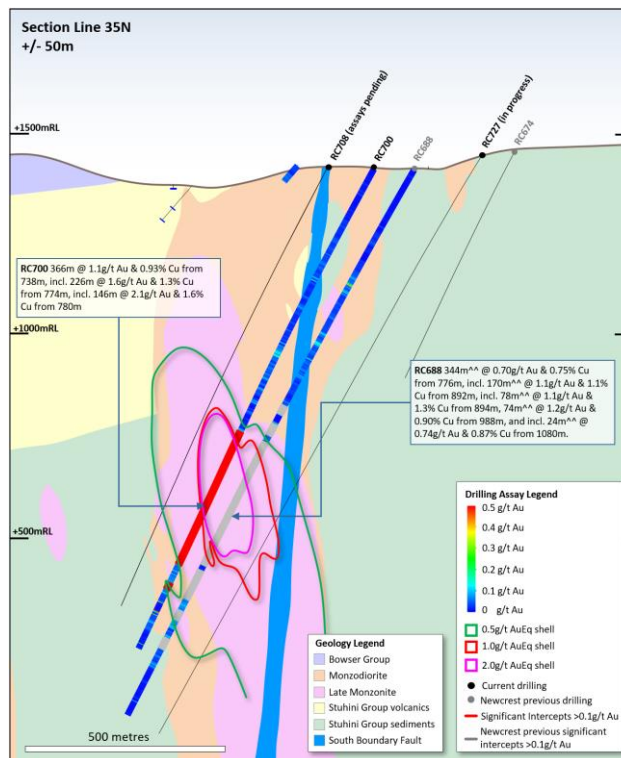 Section Line 35N
+/- 50m
RC708 (assays pending)
RC700
RC688
RC727 (in progress)
RC674
+1500mRL
RC700 366m @ 1.1g/t Au & 0.93% Cu from
738m, incl. 226m @ 1.6g/t Au & 1.3% Cu
from 774m, incl. 146m @ 2.1g/t Au & 1.6%
Cu from 780m
+1000mRL
RC688 344m^^ @ 0.70g/t Au & 0.75% Cu
from 776m, incl. 170m^^ @ 1.1g/t Au & 1.1%
Cu from 892m, incl. 78m^^ @ 1.1g/t Au &
1.3% Cu from 894m, 74m^^ @ 1.2g/t Au &
0.90% Cu from 988m, and incl. 24m^^ @
0.74g/t Au & 0.87% Cu from 1080m.
+500mRL
Drilling Assay Legend
0.5 g/t Au
0.4 g/t Au
0.3 g/t Au
0.2 g/t Au
0.1 g/t Au
0 g/t Au
0.5g/t AuEq shell
1.0g/t AuEq shell
2.0g/t AuEq shell
Current drilling
Newcrest previous drilling
Significant Intercepts >0.1g/t Au
Newcrest previous significant
intercepts >0.1g/t Au
Geology Legend
Bowser Group
Monzodiorite
Late Monzonite
Stuhini Group volcanics
Stuhini Group sediments
South Boundary Fault
500 metres